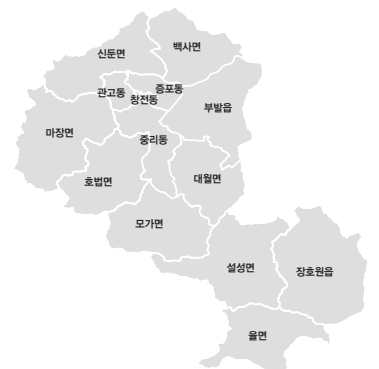 백사면
신둔면
증포동
관고동
창전동
부발읍
마장면
중리동
호법면
대월면
모가면
설성면
장호원읍
율면